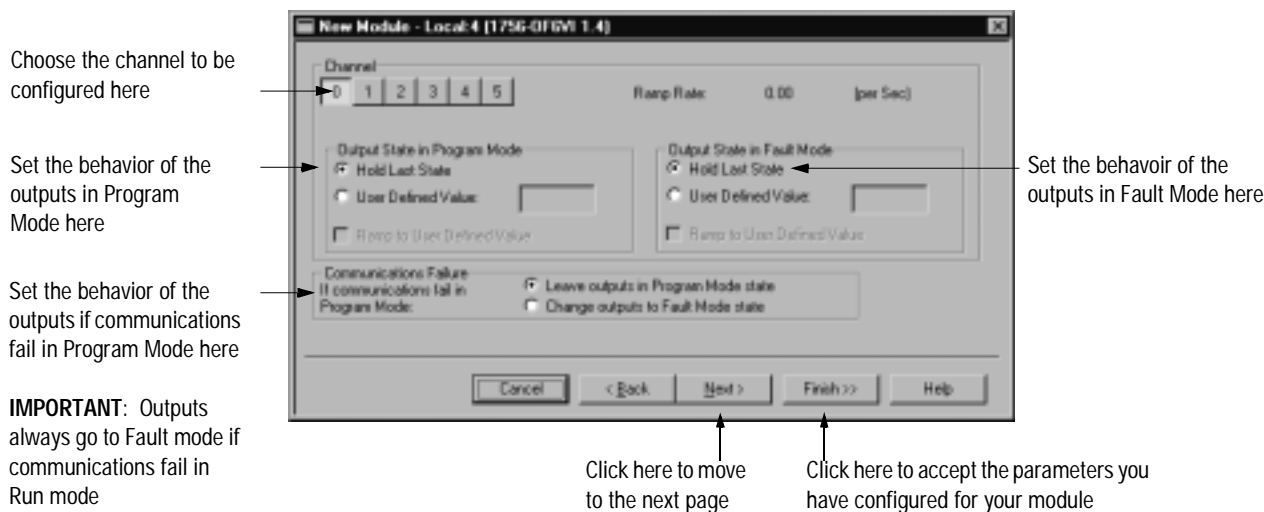 New Module - Local:4 (1756-OF6VI 1.4)
Choose the channel to be
configured here
Channel
0 1 2 3 4 5
Ramp Rate: 0.00 (per Sec)
Set the behavior of the
outputs in Program
Mode here
Output State in Program Mode
Hold Last State
User Defined Value:
Ramp to User Defined Value
Output State in Fault Mode
Hold Last State
User Defined Value:
Ramp to User Defined Value
Set the behavoir of the
outputs in Fault Mode here
Set the behavior of the
outputs if communications
fail in Program Mode here
Communications Failure
If communications fail in
Program Mode:
Leave outputs in Program Mode state
Change outputs to Fault Mode state
IMPORTANT: Outputs
always go to Fault mode if
communications fail in
Run mode
Cancel < Back Next > Finish >> Help
Click here to move
to the next page
Click here to accept the parameters you
have configured for your module